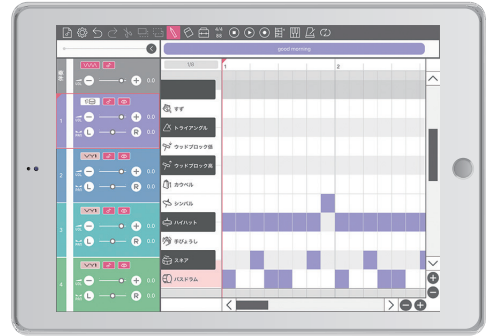 4/4
88
good morning
1/8
1
2
0.0
1
L
R
0.0
2
L
R
0.0
3
L
R
0.0
4
L
R
0.0
すず
トライアングル
ウッドブロック低
ウッドブロック高
カウベル
シンバル
ハイハット
手びょうし
スネア
バスドラム